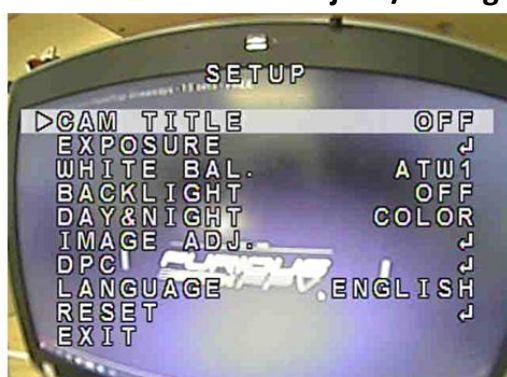 SETUP
CAM TITLE OFF
EXPOSURE ↲
WHITE BAL. ATW1
BACKLIGHT OFF
DAY&NIGHT COLOR
IMAGE ADJ. ↲
DPC ↲
LANGUAGE ENGLISH
RESET ↲
EXIT